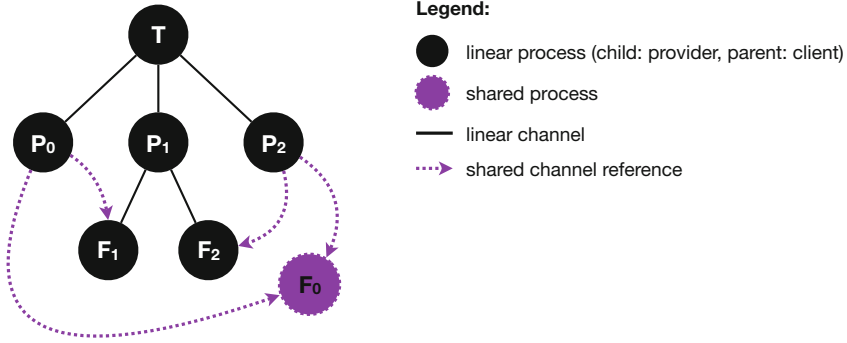 T
P₀
P₁
P₂
F₁
F₂
F₀
Legend:
linear process (child: provider, parent: client)
shared process
linear channel
shared channel reference